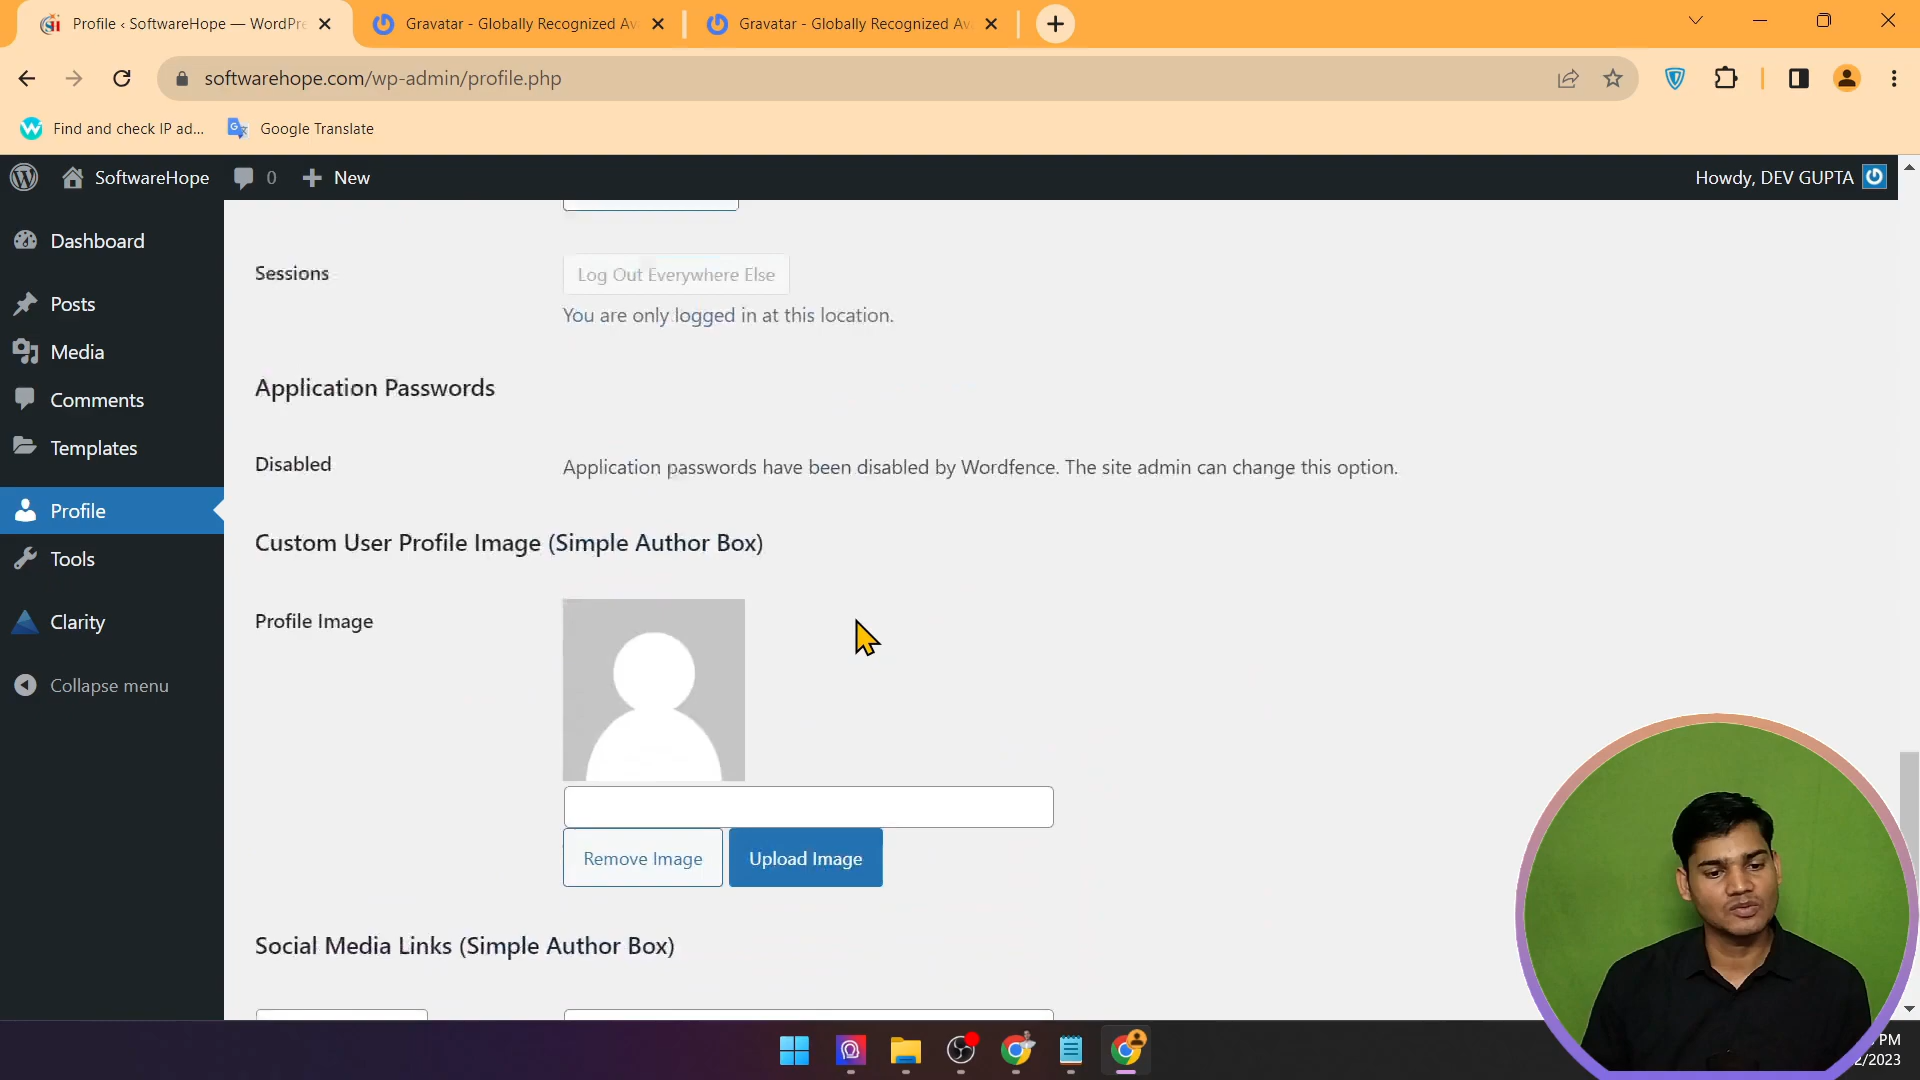 Profile ‹ SoftwareHope — WordPre
Gravatar - Globally Recognized Av
Gravatar - Globally Recognized Av
softwarehope.com/wp-admin/profile.php
Find and check IP ad...
Google Translate
SoftwareHope
0
New
Howdy, DEV GUPTA
Dashboard
Posts
Media
Comments
Templates
Profile
Tools
Clarity
Collapse menu
Sessions
Log Out Everywhere Else
You are only logged in at this location.
Application Passwords
Disabled
Application passwords have been disabled by Wordfence. The site admin can change this option.
Custom User Profile Image (Simple Author Box)
Profile Image
Remove Image
Upload Image
Social Media Links (Simple Author Box)
PM
2/2023